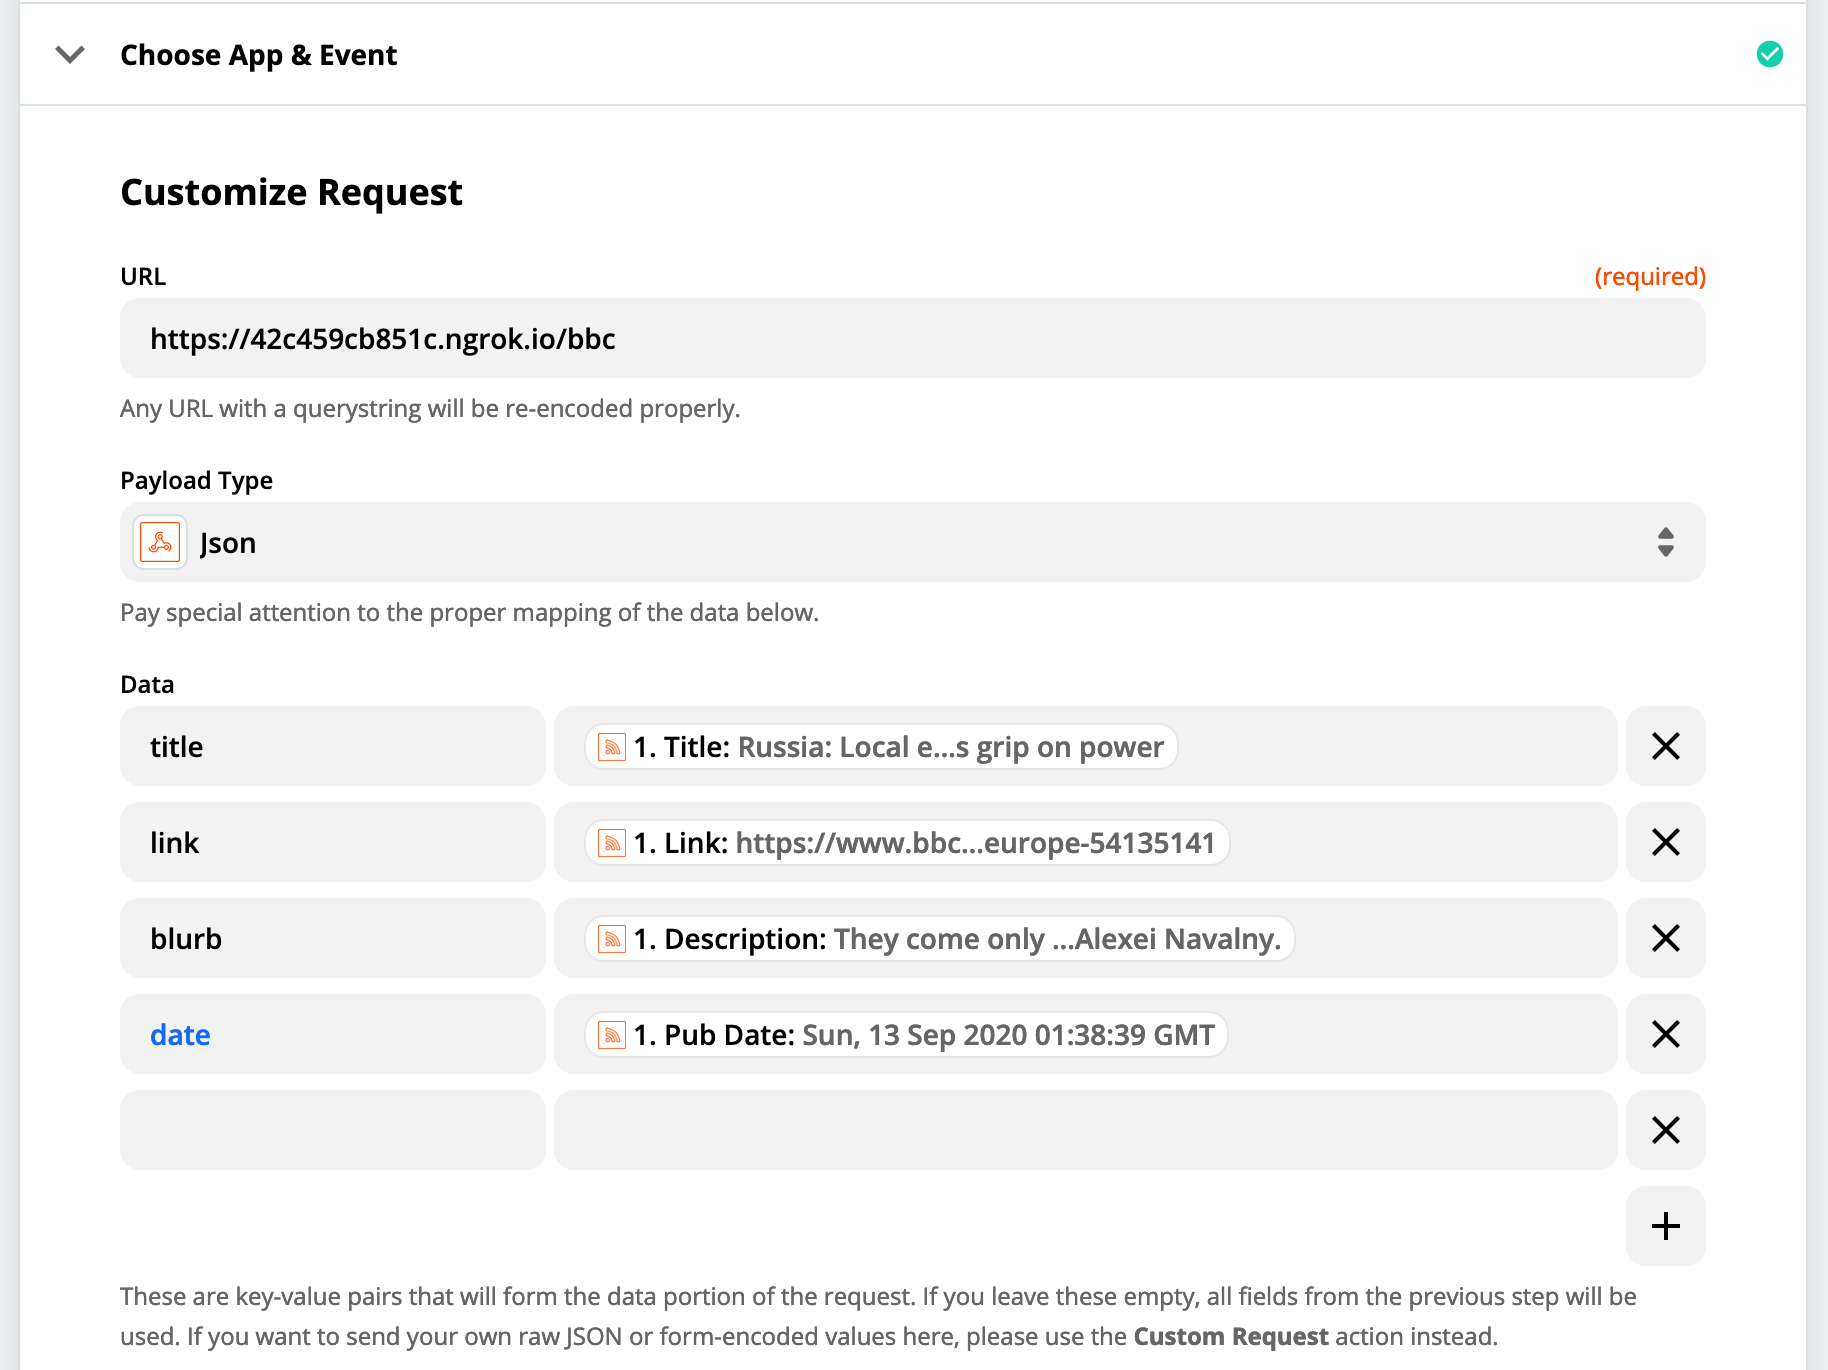 Choose App & Event
Customize Request
URL
(required)
https://42c459cb851c.ngrok.io/bbc
Any URL with a querystring will be re-encoded properly.
Payload Type
Json
Pay special attention to the proper mapping of the data below.
Data
title
1. Title: Russia: Local e...s grip on power
link
1. Link: https://www.bbc...europe-54135141
blurb
1. Description: They come only ...Alexei Navalny.
date
1. Pub Date: Sun, 13 Sep 2020 01:38:39 GMT
These are key-value pairs that will form the data portion of the request. If you leave these empty, all fields from the previous step will be
used. If you want to send your own raw JSON or form-encoded values here, please use the Custom Request action instead.